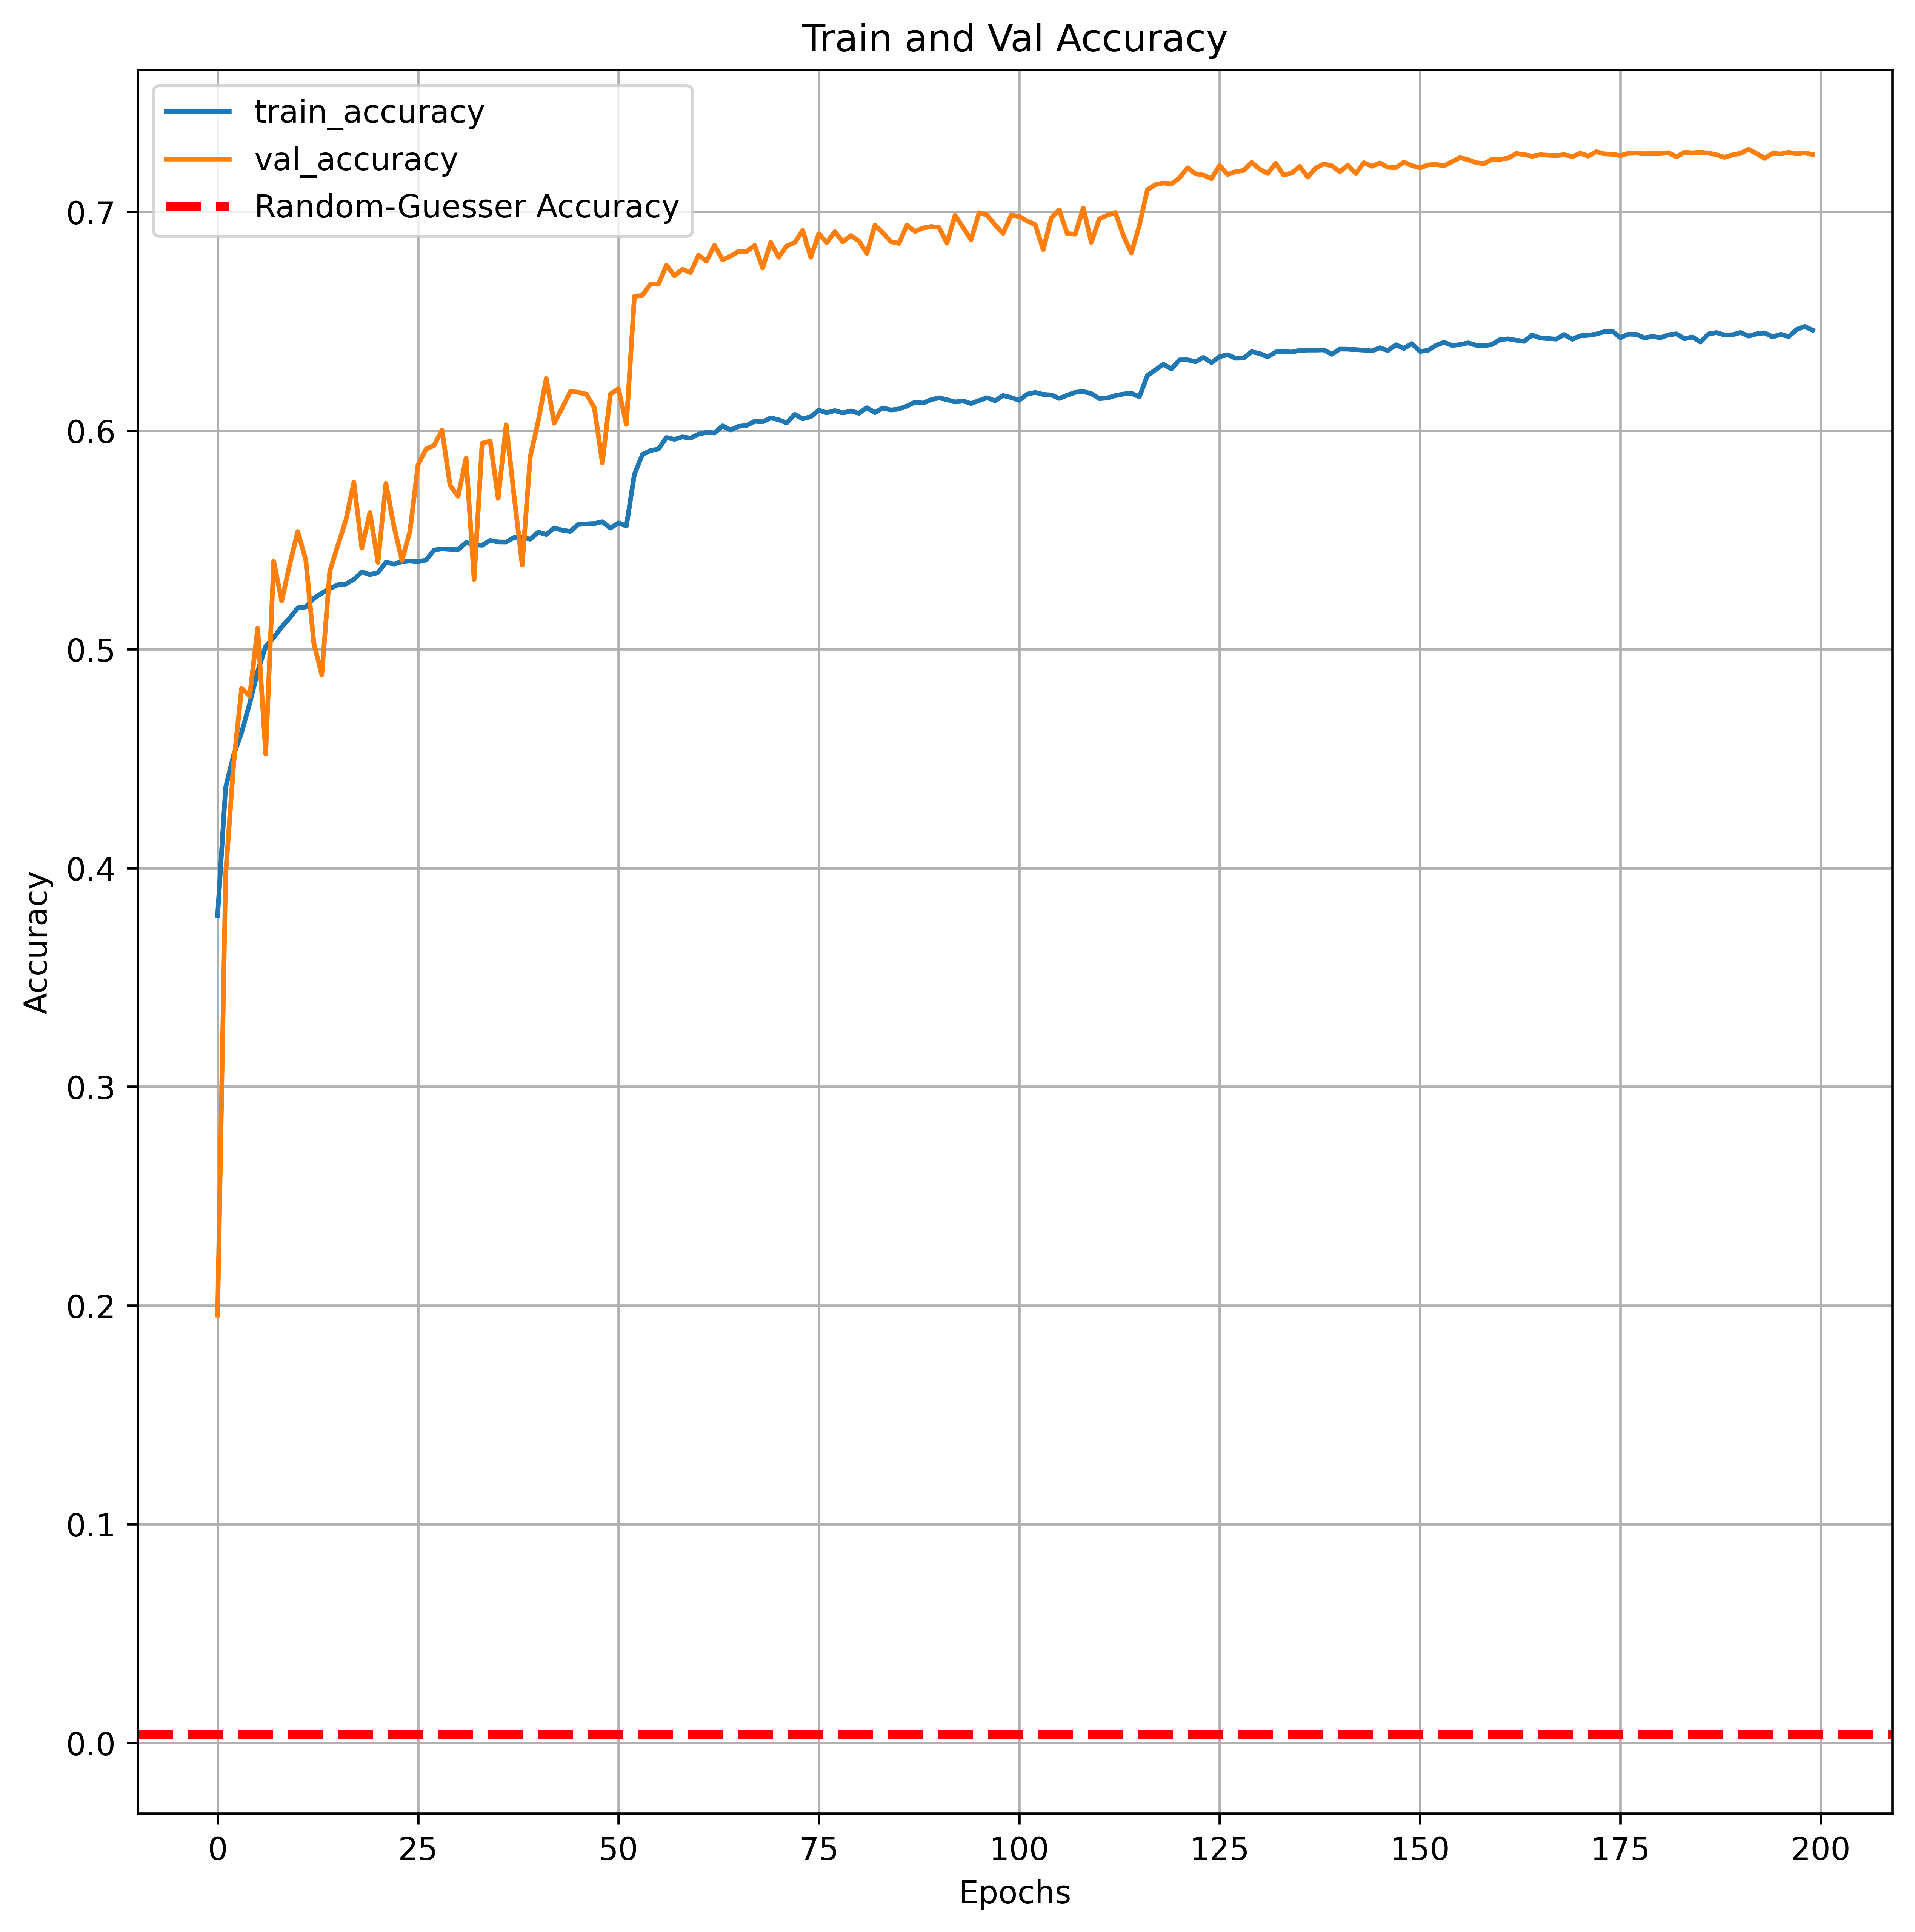 Train and Val Accuracy
train_accuracy
val_accuracy
Random-Guesser Accuracy
Accuracy
0.7
0.6
0.5
0.4
0.3
0.2
0.1
0.0
0 25 50 75 100 125 150 175 200
Epochs